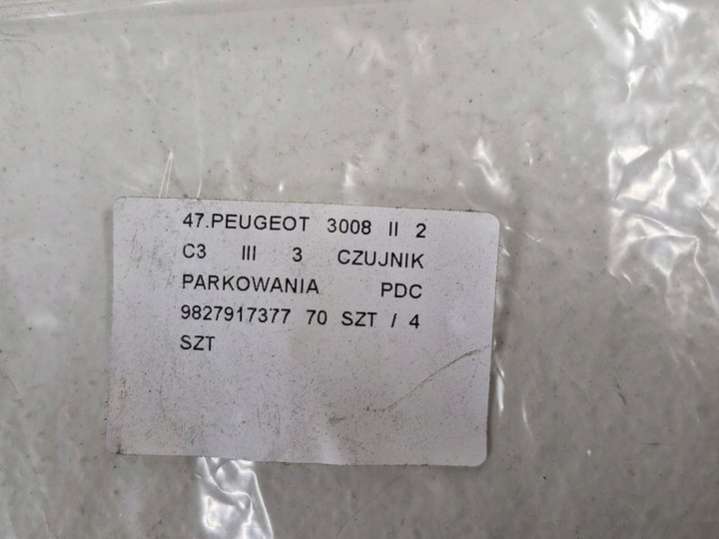 47.PEUGEOT 3008 II 2
C3 III 3 CZUJNIK
PARKOWANIA PDC
9827917377 70 SZT / 4
SZT